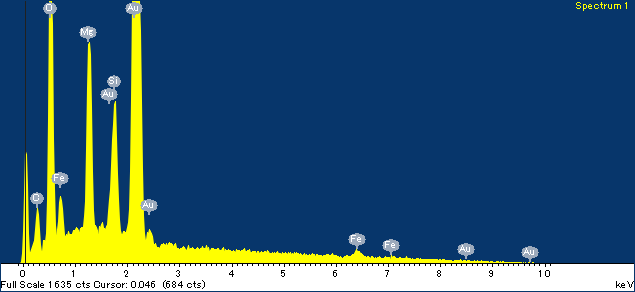 Spectrum 1
O Au
Mg
Si
Au
Fe
C
Au
Fe
Fe
Au
Au
0 1 2 3 4 5 6 7 8 9 10
Full Scale 1635 cts Cursor: 0.046 (684 cts) keV